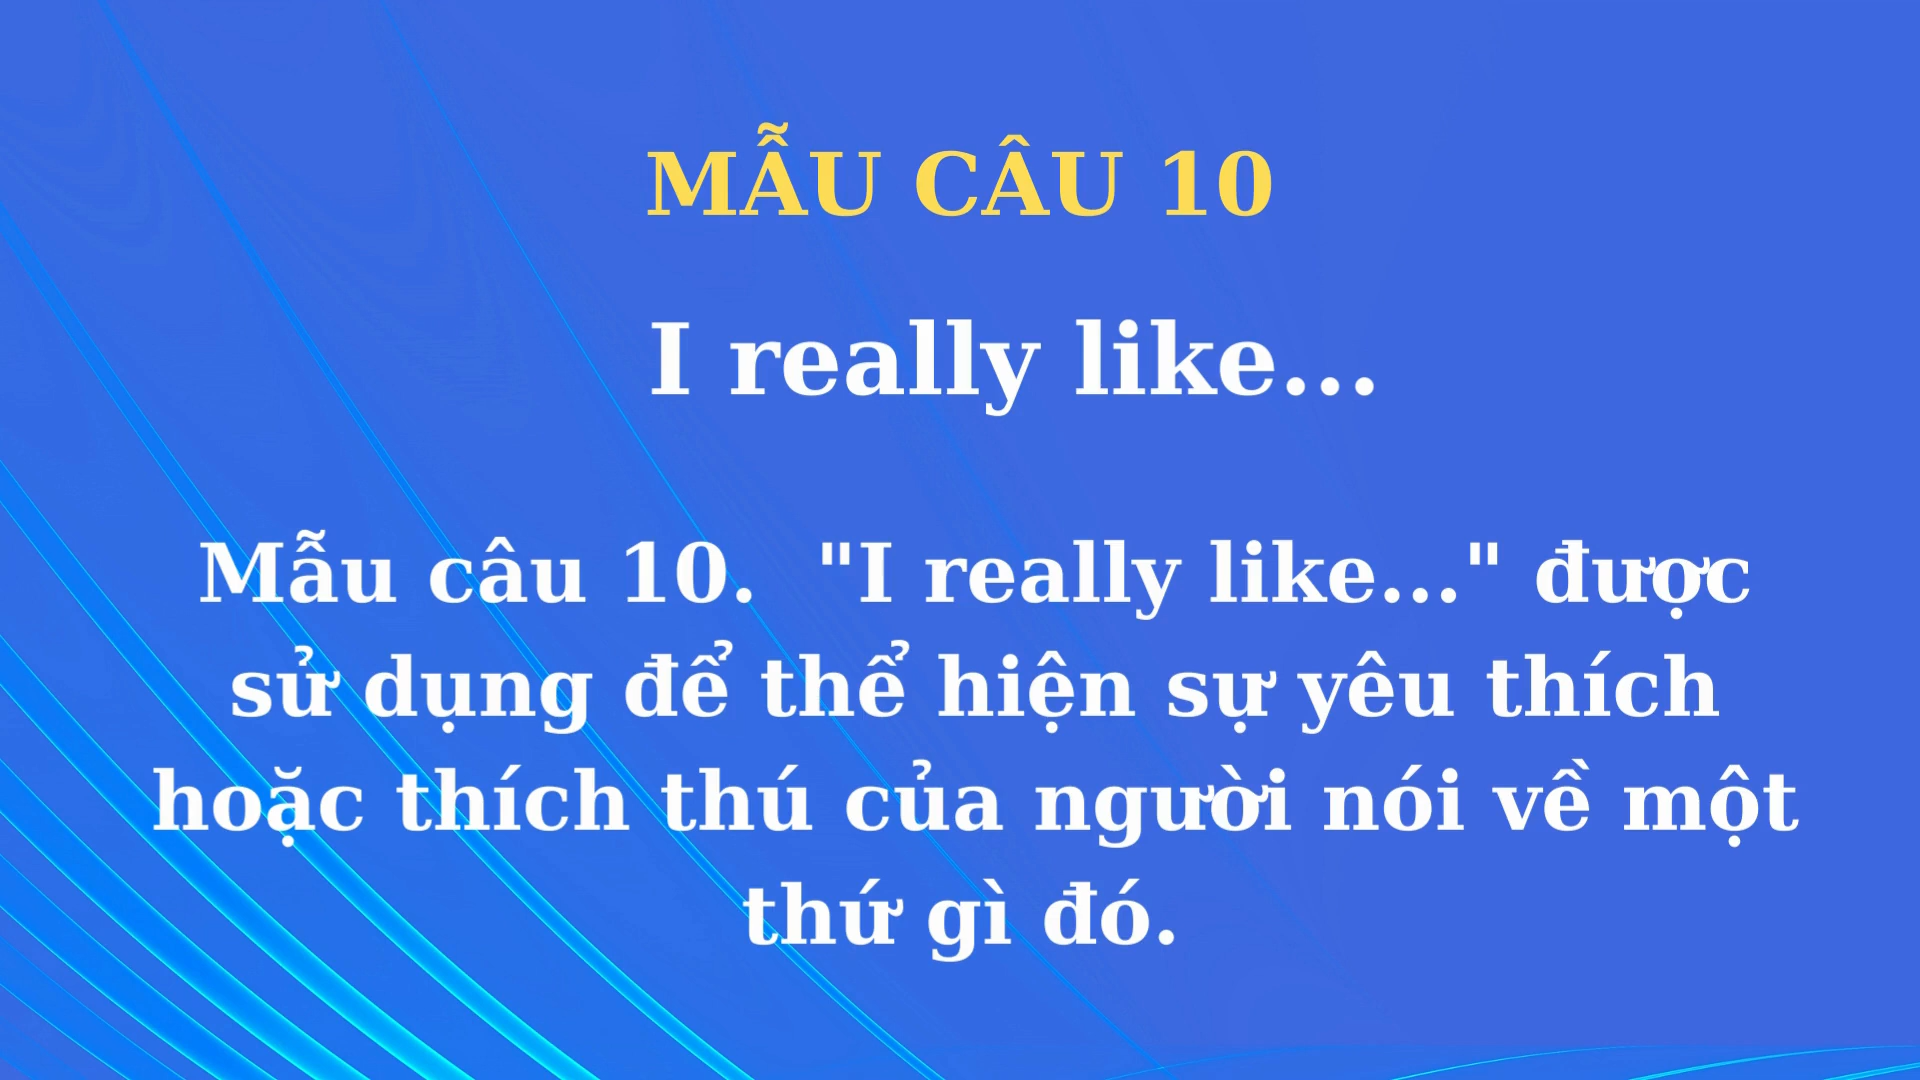 MẪU CÂU 10
I really like...
Mẫu câu 10.  "I really like..." được
sử dụng để thể hiện sự yêu thích
hoặc thích thú của người nói về một
thứ gì đó.